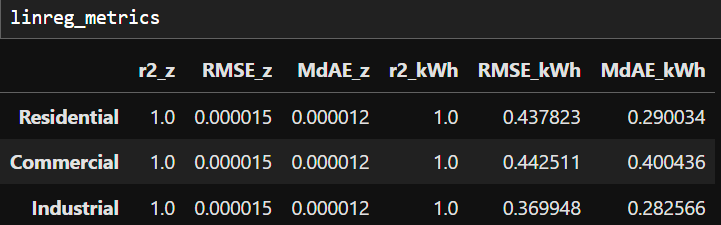 linreg_metrics
r2_z RMSE_z MdAE_z r2_kWh RMSE_kWh MdAE_kWh
Residential 1.0 0.000015 0.000012 1.0 0.437823 0.290034
Commercial 1.0 0.000015 0.000012 1.0 0.442511 0.400436
Industrial 1.0 0.000015 0.000012 1.0 0.369948 0.282566